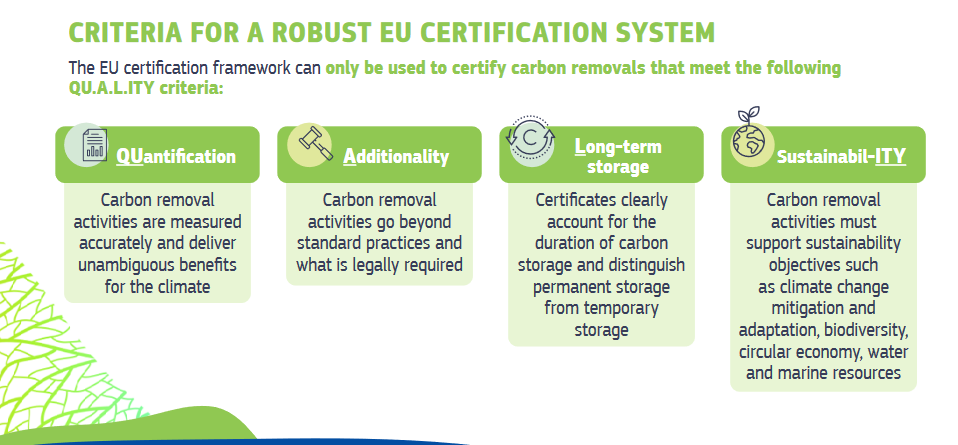 CRITERIA FOR A ROBUST EU CERTIFICATION SYSTEM
The EU certification framework can only be used to certify carbon removals that meet the following
QU.A.L.ITY criteria:
QUantification
Carbon removal
activities are measured
accurately and deliver
unambiguous benefits
for the climate
Additionality
Carbon removal
activities go beyond
standard practices and
what is legally required
C
Long-term
storage
Certificates clearly
account for the
duration of carbon
storage and distinguish
permanent storage
from temporary
storage
Sustainabil-ITY
Carbon removal
activities must
support sustainability
objectives such
as climate change
mitigation and
adaptation, biodiversity,
circular economy, water
and marine resources